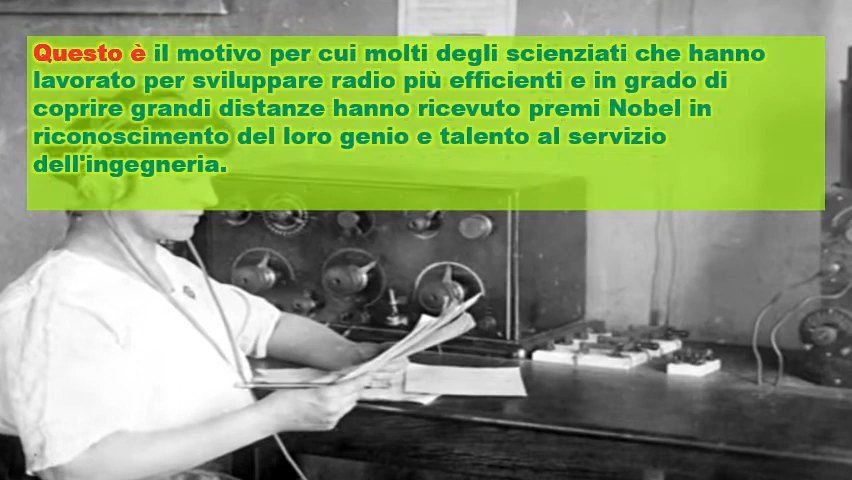 Questo è il motivo per cui molti degli scienziati che hanno
lavorato per sviluppare radio più efficienti e in grado di
coprire grandi distanze hanno ricevuto premi Nobel in
riconoscimento del loro genio e talento al servizio
dell'ingegneria.